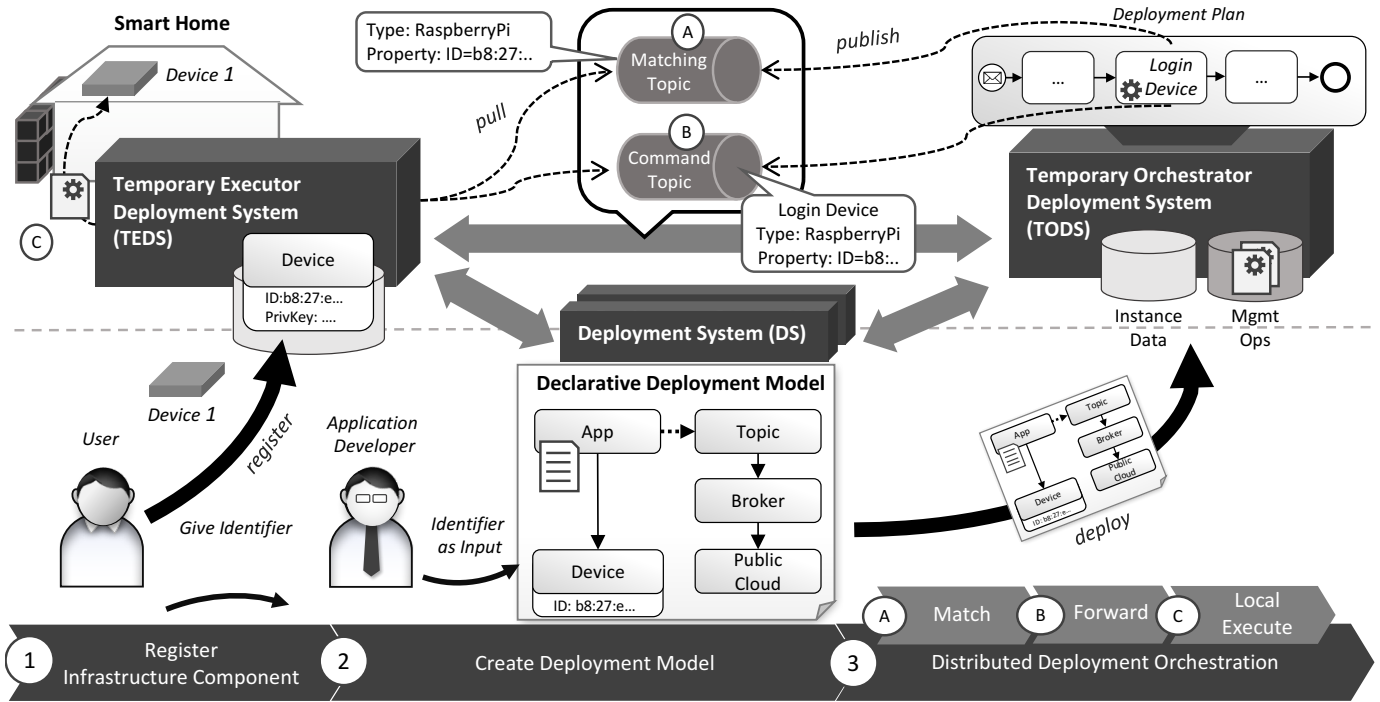 Smart Home
Device 1
Type: RaspberryPi
Property: ID=b8:27:..
A
Matching
Topic
B
Command
Topic
pull
publish
Deployment Plan
...
Login
Device
...
Temporary Executor
Deployment System
(TEDS)
C
Device
ID:b8:27:e...
PrivKey: ....
Login Device
Type: RaspberryPi
Property: ID=b8:..
Temporary Orchestrator
Deployment System
(TODS)
Instance
Data
Mgmt
Ops
Deployment System (DS)
Device 1
register
User
Give Identifier
Application
Developer
Identifier
as Input
Declarative Deployment Model
App
Topic
Broker
Device
ID: b8:27:e...
Public
Cloud
App
Topic
Broker
Public
Cloud
Device
ID: b8:27:e...
deploy
A
Match
B
Forward
C
Local
Execute
1
Register
Infrastructure Component
2
Create Deployment Model
3
Distributed Deployment Orchestration